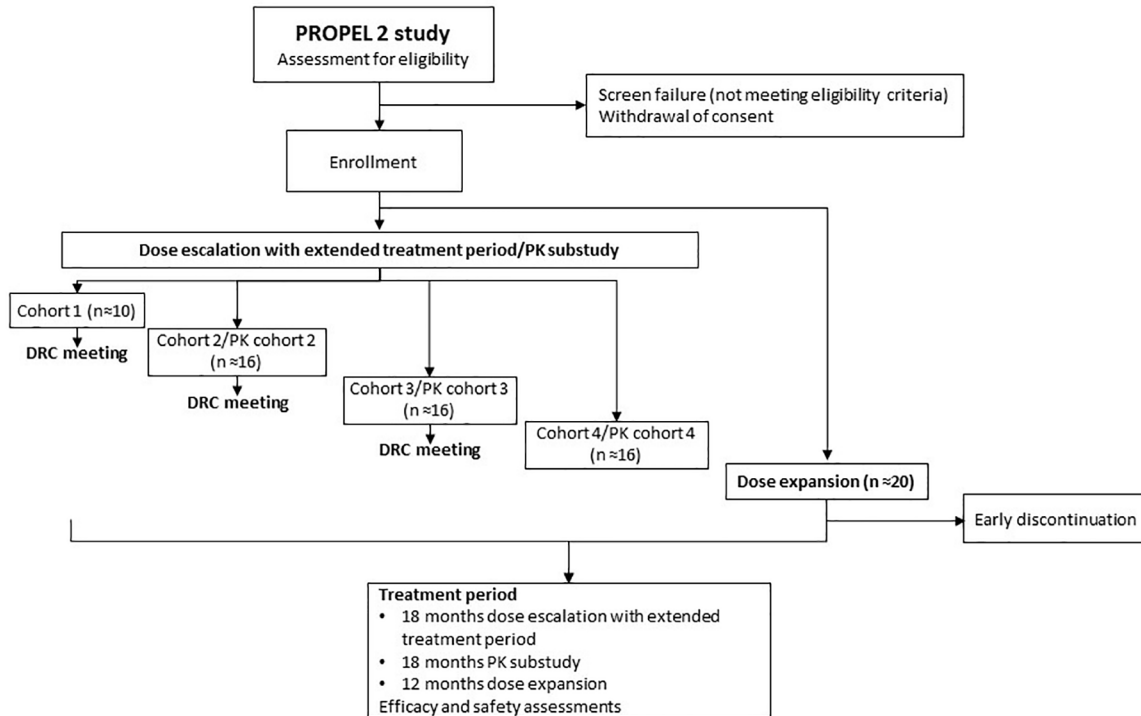 PROPEL 2 study
Assessment for eligibility
Screen failure (not meeting eligibility criteria)
Withdrawal of consent
Enrollment
Dose escalation with extended treatment period/PK substudy
Cohort 1 (n≈10)
DRC meeting
Cohort 2/PK cohort 2
(n ≈16)
DRC meeting
Cohort 3/PK cohort 3
(n ≈16)
DRC meeting
Cohort 4/PK cohort 4
(n ≈16)
Dose expansion (n ≈20)
Early discontinuation
Treatment period
• 18 months dose escalation with extended
treatment period
• 18 months PK substudy
• 12 months dose expansion
Efficacy and safety assessments